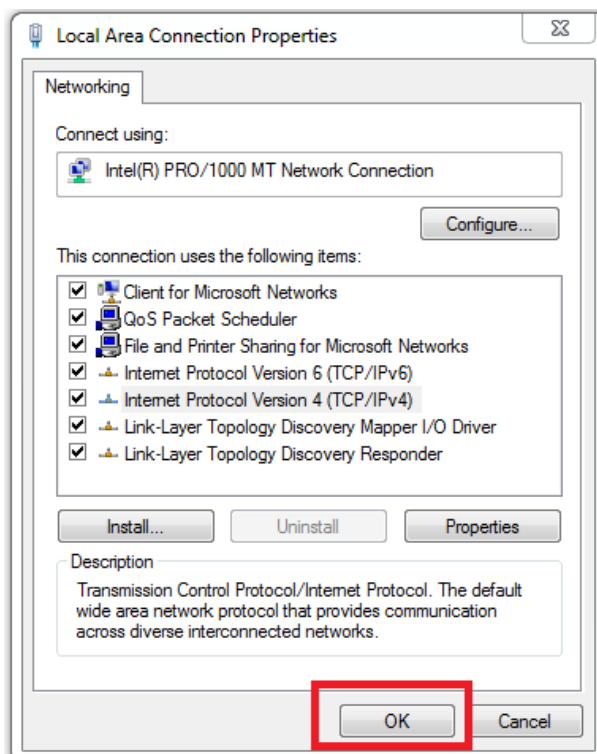 Local Area Connection Properties
Networking
Connect using:
Intel(R) PRO/1000 MT Network Connection
Configure...
This connection uses the following items:
Client for Microsoft Networks
QoS Packet Scheduler
File and Printer Sharing for Microsoft Networks
Internet Protocol Version 6 (TCP/IPv6)
Internet Protocol Version 4 (TCP/IPv4)
Link-Layer Topology Discovery Mapper I/O Driver
Link-Layer Topology Discovery Responder
Install... Uninstall Properties
Description
Transmission Control Protocol/Internet Protocol. The default
wide area network protocol that provides communication
across diverse interconnected networks.
OK Cancel